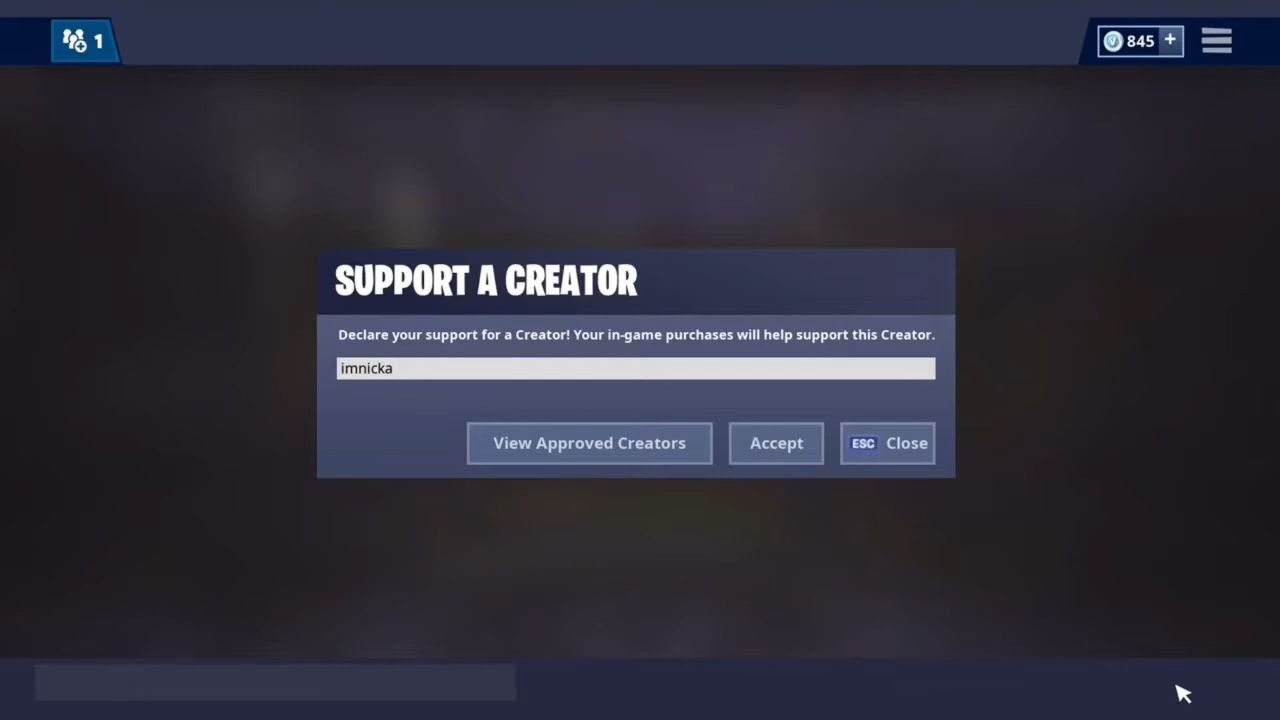 1
845 +
SUPPORT A CREATOR
Declare your support for a Creator! Your in-game purchases will help support this Creator.
imnicka
View Approved Creators
Accept
ESC Close